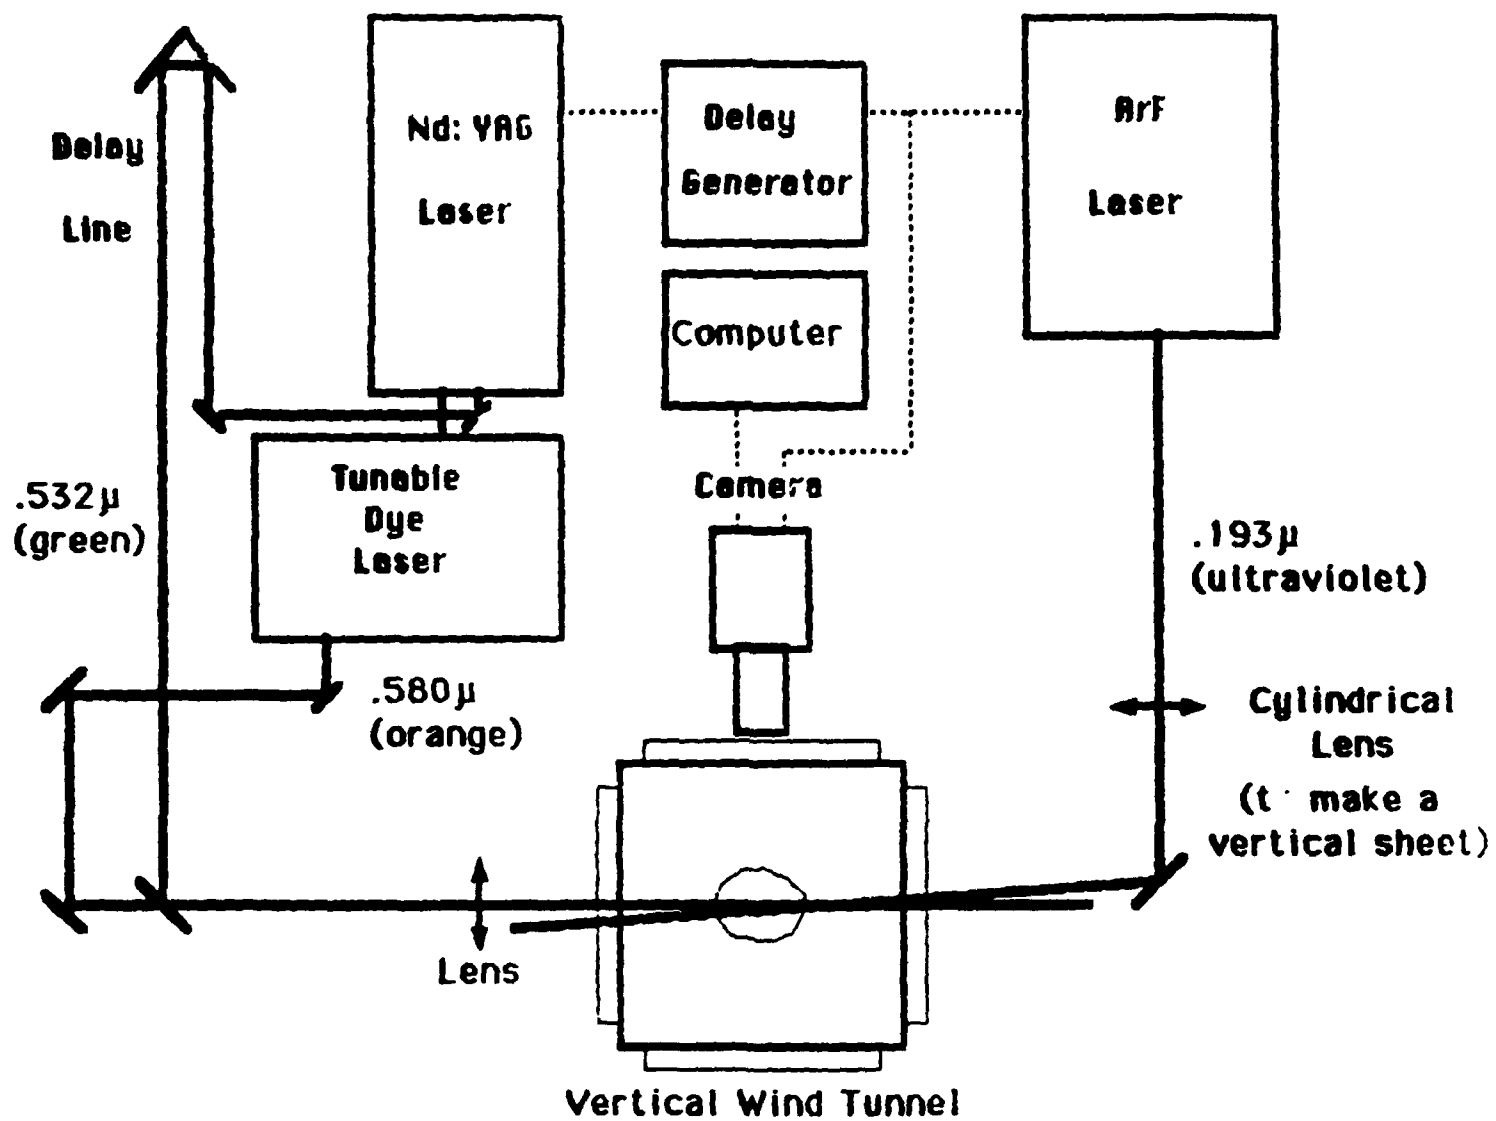 Delay
Line
Nd: YAG
Laser
Delay
Generator
ArF
Laser
Computer
Tunable
Dye
Laser
Camera
.532μ
(green)
.580μ
(orange)
.193μ
(ultraviolet)
Cylindrical
Lens
(t make a
vertical sheet)
Lens
Vertical Wind Tunnel